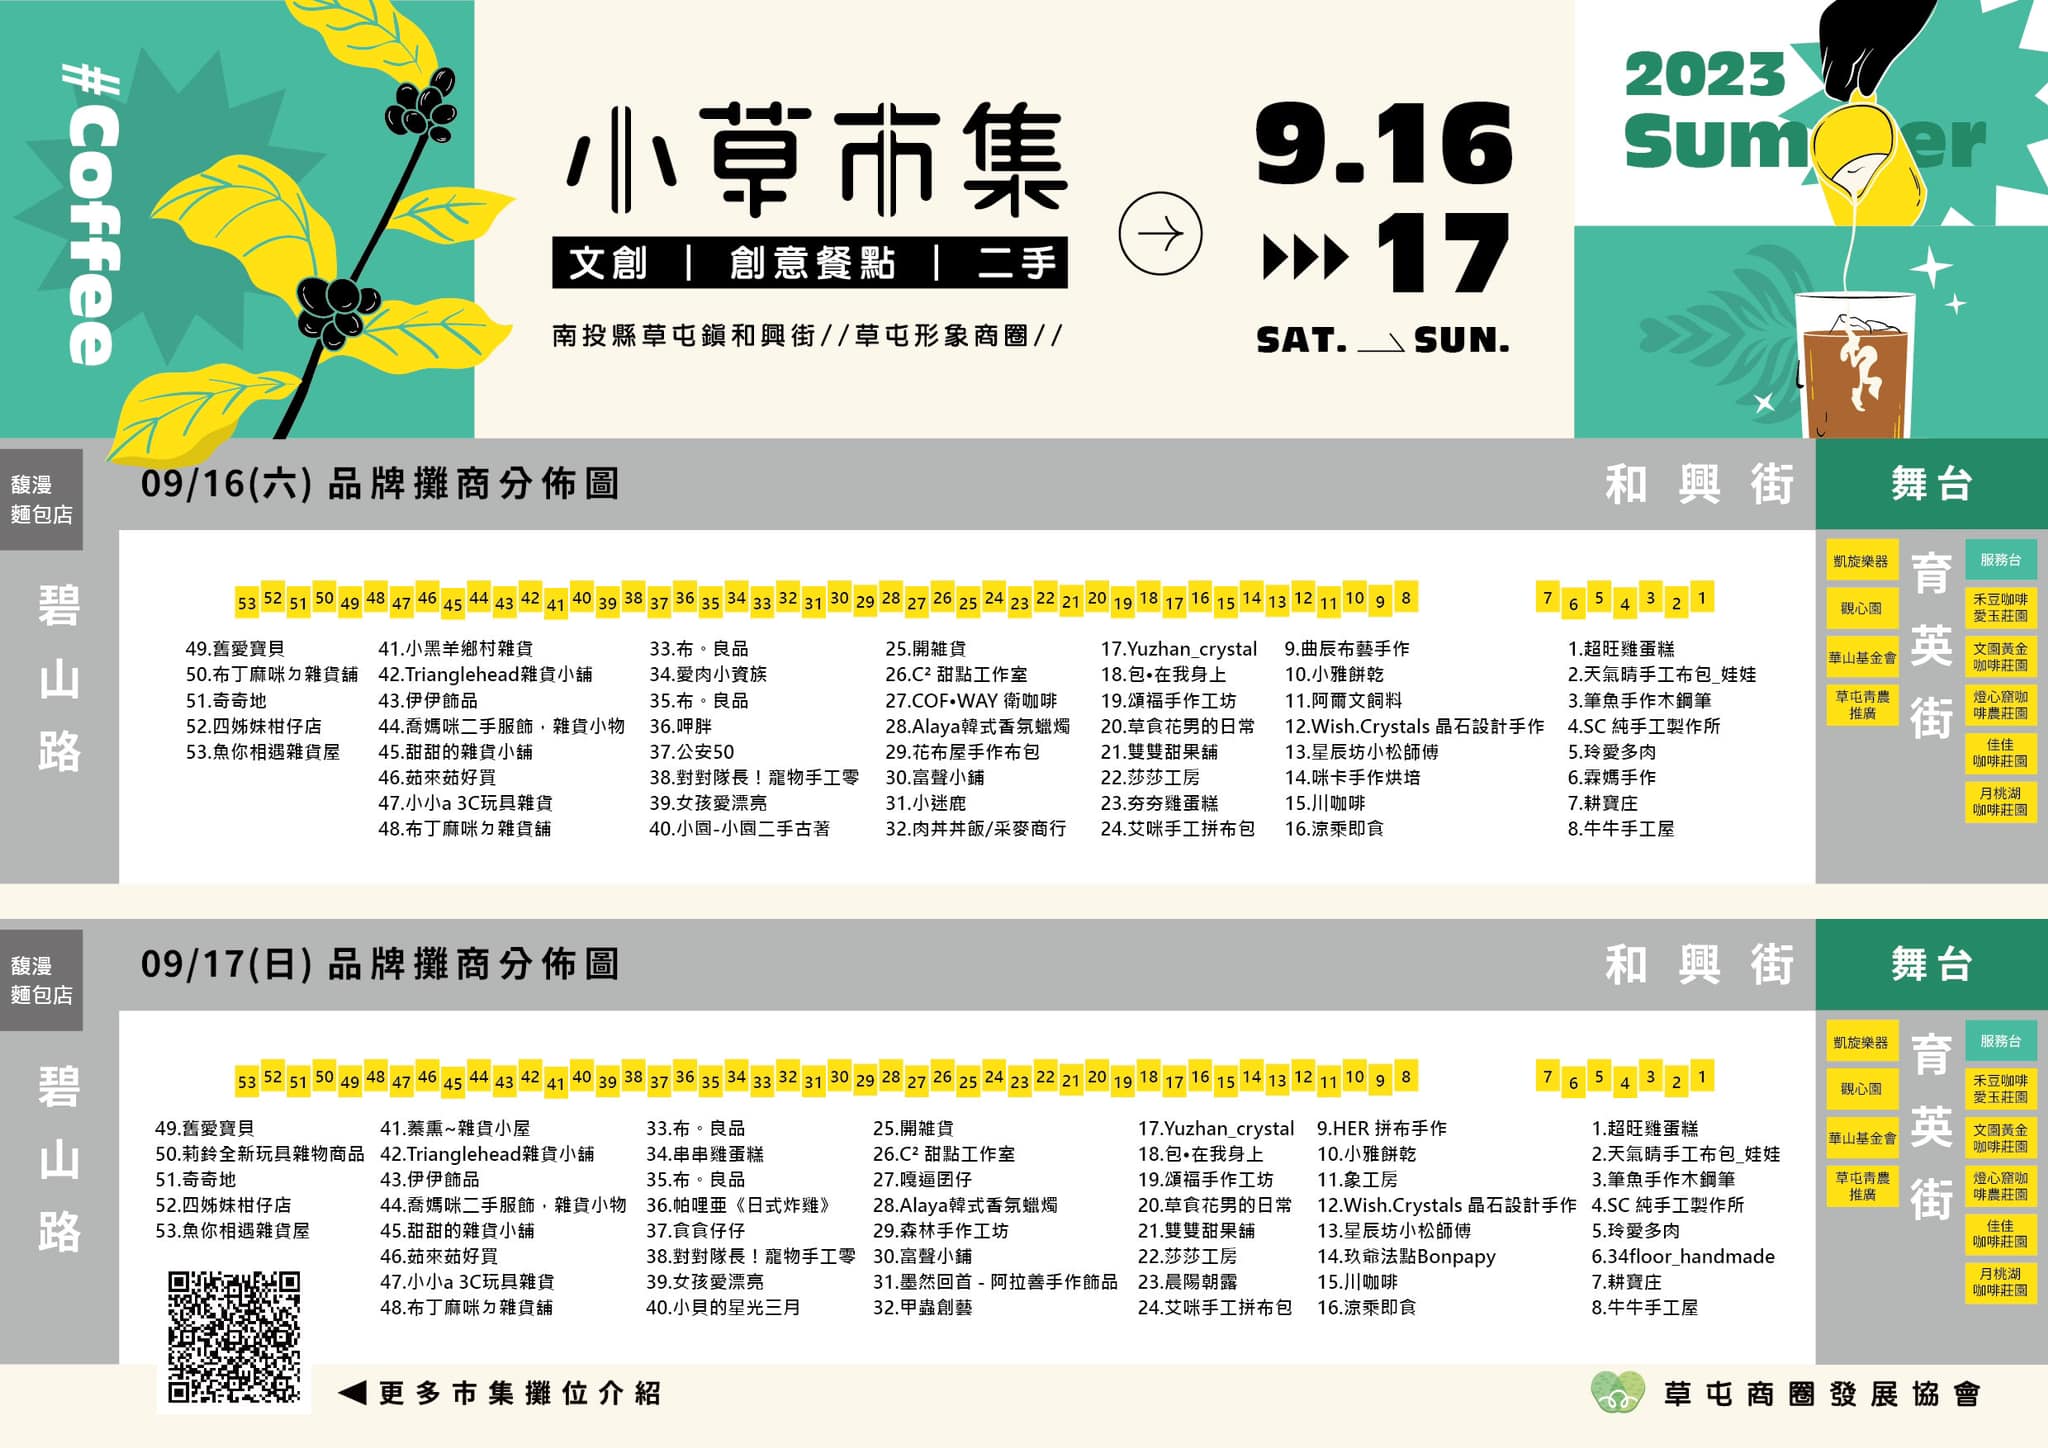 #Coffee
小草市集
文創 | 創意餐點 | 二手
南投縣草屯鎮和興街//草屯形象商圈//
9.16
17
SAT. SUN.
2023
Summer
09/16(六) 品牌攤商分佈圖
和興街
舞台
馥漫
麵包店
碧山路
53 52 51 50 49 48 47 46 45 44 43 42 41 40 39 38 37 36 35 34 33 32 31 30 29 28 27 26 25 24 23 22 21 20 19 18 17 16 15 14 13 12 11 10 9 8 7 6 5 4 3 2 1
49.舊愛寶貝
50.布丁麻咪ㄉ雜貨舖
51.奇奇地
52.四姊妹柑仔店
53.魚你相遇雜貨屋
41.小黑羊鄉村雜貨
42.Trianglehead雜貨小舖
43.伊伊飾品
44.喬媽咪二手服飾，雜貨小物
45.甜甜的雜貨小舖
46.茹來茹好買
47.小小a 3C玩具雜貨
48.布丁麻咪ㄉ雜貨舖
33.布。良品
34.愛肉小資族
35.布。良品
36.呷胖
37.公安50
38.對對隊長！寵物手工零
39.女孩愛漂亮
40.小園-小園二手古著
25.開雑貨
26.C² 甜點工作室
27.COF•WAY 衛咖啡
28.Alaya韓式香氛蠟燭
29.花布屋手作布包
30.富聲小鋪
31.小迷鹿
32.肉丼丼飯/采麥商行
17.Yuzhan_crystal
18.包•在我身上
19.頌福手作工坊
20.草食花男的日常
21.雙雙甜果舖
22.莎莎工房
23.夯夯雞蛋糕
24.艾咪手工拼布包
9.曲辰布藝手作
10.小雅餅乾
11.阿爾文飼料
12.Wish.Crystals 晶石設計手作
13.星辰坊小松師傅
14.咪卡手作烘培
15.川咖啡
16.涼乘即食
1.超旺雞蛋糕
2.天氣晴手工布包_娃娃
3.筆魚手作木鋼筆
4.SC 純手工製作所
5.玲愛多肉
6.霖媽手作
7.耕寶庄
8.牛牛手工屋
凱旋樂器
觀心園
華山基金會
草屯青農
推廣
育英街
服務台
禾豆咖啡
愛玉莊園
文園黃金
咖啡莊園
燈心窟咖
啡農莊園
佳佳
咖啡莊園
月桃湖
咖啡莊園
09/17(日) 品牌攤商分佈圖
和興街
舞台
馥漫
麵包店
碧山路
53 52 51 50 49 48 47 46 45 44 43 42 41 40 39 38 37 36 35 34 33 32 31 30 29 28 27 26 25 24 23 22 21 20 19 18 17 16 15 14 13 12 11 10 9 8 7 6 5 4 3 2 1
49.舊愛寶貝
50.莉鈴全新玩具雜物商品
51.奇奇地
52.四姊妹柑仔店
53.魚你相遇雜貨屋
41.蓁熏~雜貨小屋
42.Trianglehead雜貨小舖
43.伊伊飾品
44.喬媽咪二手服飾，雜貨小物
45.甜甜的雜貨小舖
46.茹來茹好買
47.小小a 3C玩具雜貨
48.布丁麻咪ㄉ雜貨舖
33.布。良品
34.串串雞蛋糕
35.布。良品
36.帕哩亜《日式炸雞》
37.食食仔仔
38.對對隊長！寵物手工零
39.女孩愛漂亮
40.小貝的星光三月
25.開雑貨
26.C² 甜點工作室
27.嘎逼囝仔
28.Alaya韓式香氛蠟燭
29.森林手作工坊
30.富聲小鋪
31.墨然回首 - 阿拉善手作飾品
32.甲蟲創藝
17.Yuzhan_crystal
18.包•在我身上
19.頌福手作工坊
20.草食花男的日常
21.雙雙甜果舖
22.莎莎工房
23.晨陽朝露
24.艾咪手工拼布包
9.HER 拼布手作
10.小雅餅乾
11.象工房
12.Wish.Crystals 晶石設計手作
13.星辰坊小松師傅
14.玖爺法點Bonpapy
15.川咖啡
16.涼乘即食
1.超旺雞蛋糕
2.天氣晴手工布包_娃娃
3.筆魚手作木鋼筆
4.SC 純手工製作所
5.玲愛多肉
6.34floor_handmade
7.耕寶庄
8.牛牛手工屋
凱旋樂器
觀心園
華山基金會
草屯青農
推廣
育英街
服務台
禾豆咖啡
愛玉莊園
文園黃金
咖啡莊園
燈心窟咖
啡農莊園
佳佳
咖啡莊園
月桃湖
咖啡莊園
更多市集攤位介紹
草屯商圈發展協會